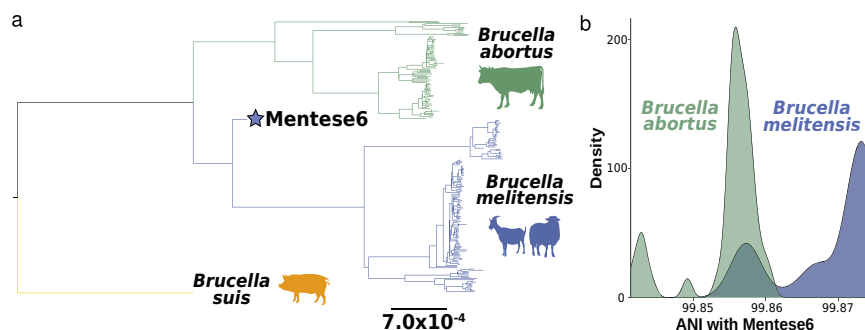 a
Brucella
abortus
Mentese6
Brucella
melitensis
Brucella
suis
7.0x10-4
b
200
100
0
Density
Brucella
abortus
Brucella
melitensis
99.85
99.86
99.87
ANI with Mentese6